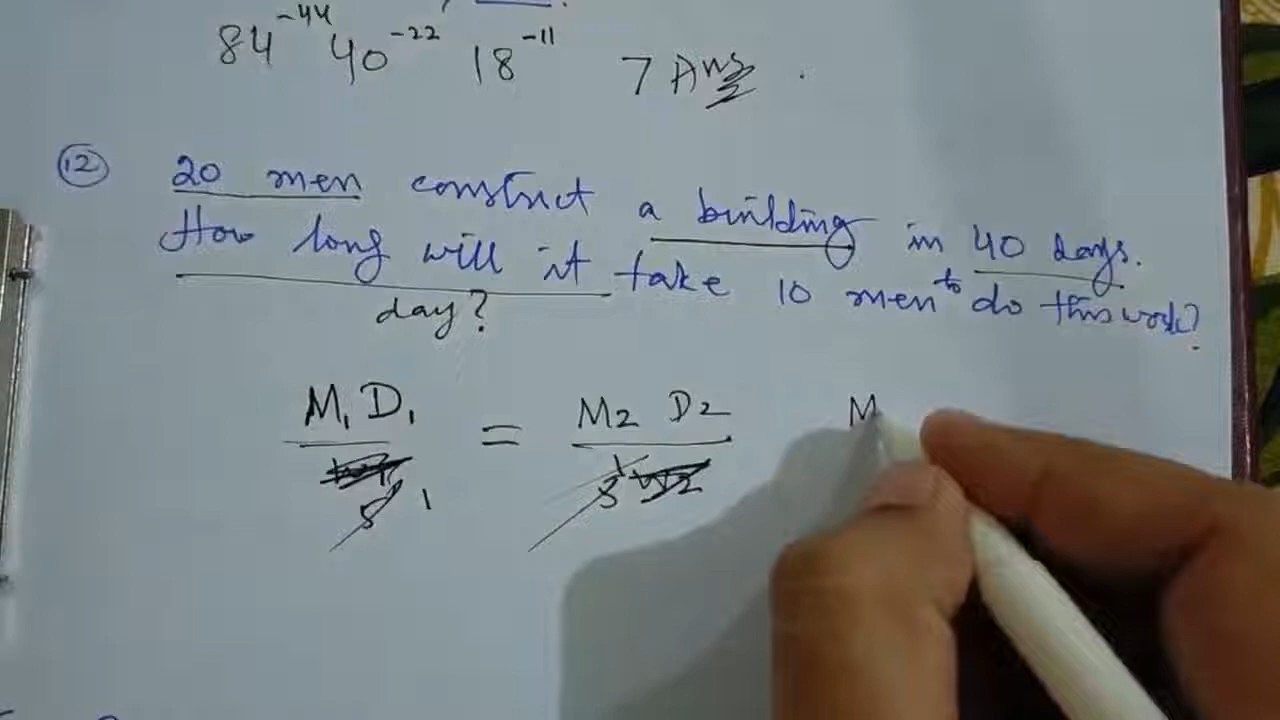 84⁻⁴⁴ 40⁻²² 18⁻¹¹ 7 Ans
12 20 men construct a building in 40 days.
How long will it take 10 men to do this work?
day?
M₁ D₁ = M2 D2 M
1